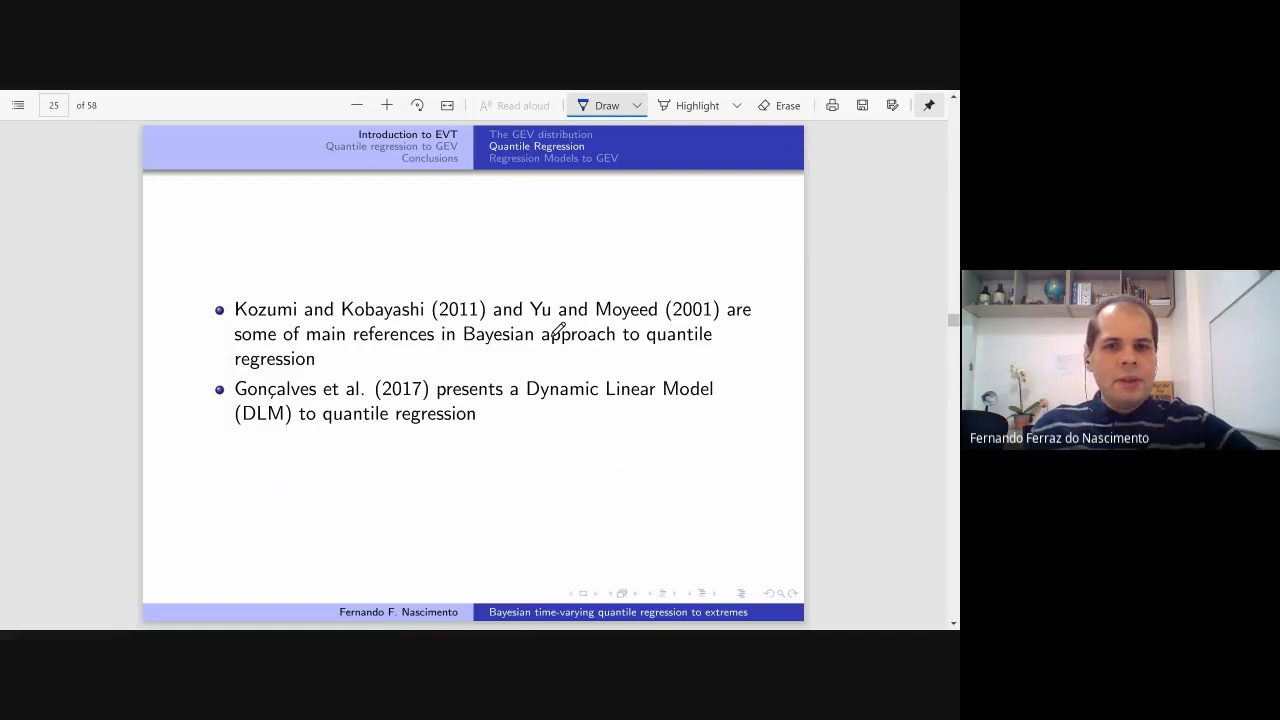 25 of 58
Read aloud
Draw
Highlight
Erase
Introduction to EVT
Quantile regression to GEV
Conclusions
The GEV distribution
Quantile Regression
Regression Models to GEV
Kozumi and Kobayashi (2011) and Yu and Moyeed (2001) are
some of main references in Bayesian approach to quantile
regression
Gonçalves et al. (2017) presents a Dynamic Linear Model
(DLM) to quantile regression
Fernando F. Nascimento
Bayesian time-varying quantile regression to extremes
Fernando Ferraz do Nascimento